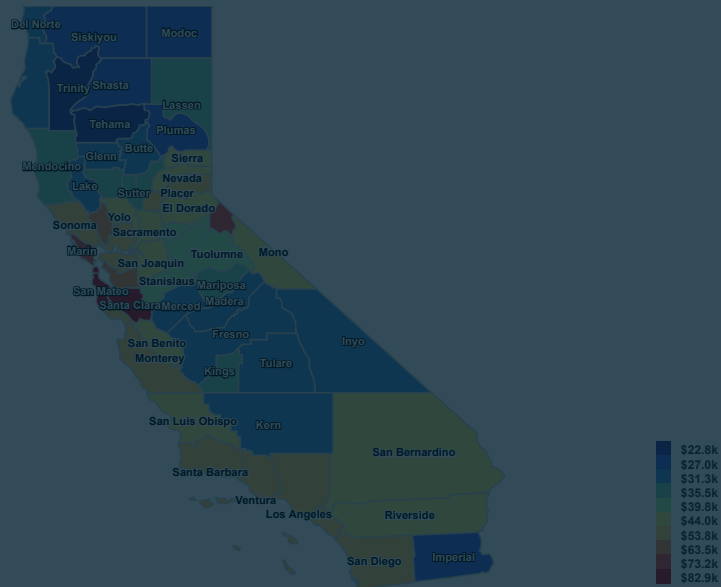 Del Norte
Siskiyou
Modoc
Trinity
Shasta
Lassen
Tehama
Plumas
Glenn
Butte
Sierra
Mendocino
Nevada
Lake
Sutter
Placer
El Dorado
Yolo
Sonoma
Sacramento
Marin
San Joaquin
Tuolumne
Mono
Stanislaus
Mariposa
San Mateo
Santa Clara
Merced
Madera
Fresno
San Benito
Inyo
Monterey
Kings
Tulare
San Luis Obispo
Kern
San Bernardino
Santa Barbara
Ventura
Los Angeles
Riverside
San Diego
Imperial
$22.8k
$27.0k
$31.3k
$35.5k
$39.8k
$44.0k
$53.8k
$63.5k
$73.2k
$82.9k